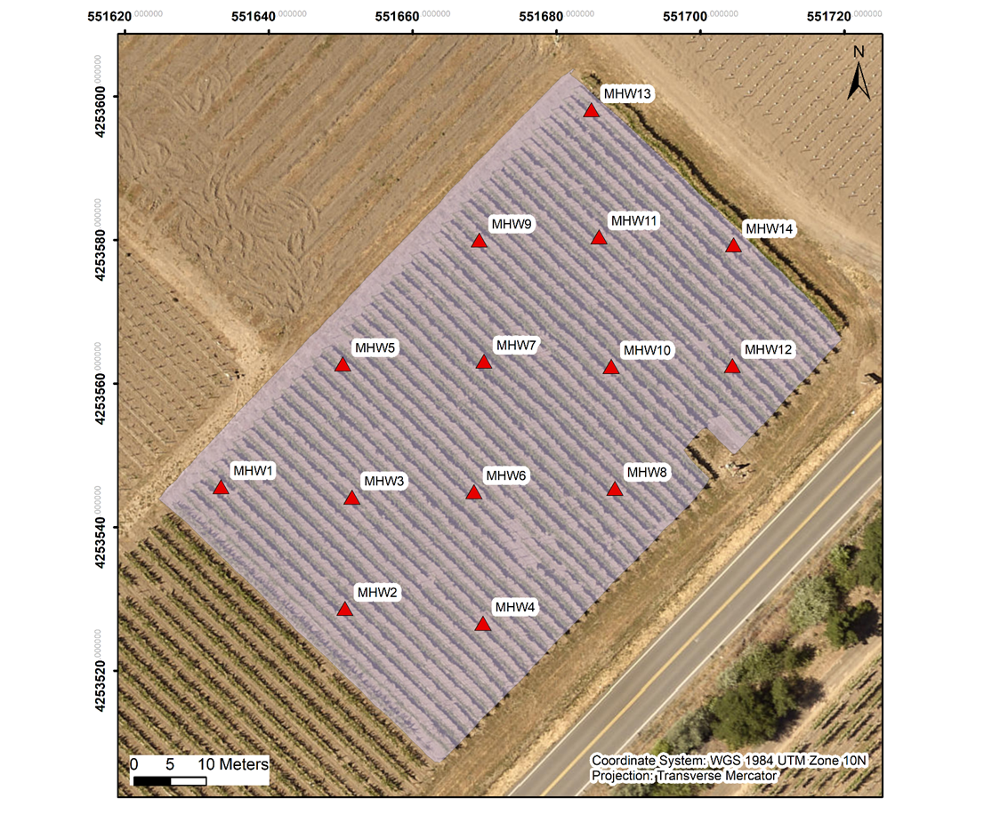 551620.000000 551640.000000 551660.000000 551680.000000 551700.000000 551720.000000
N
4253600.000000
4253580.000000
4253560.000000
4253540.000000
4253520.000000
MHW13
MHW9
MHW11
MHW14
MHW5
MHW7
MHW10
MHW12
MHW1
MHW3
MHW6
MHW8
MHW2
MHW4
0 5 10 Meters
Coordinate System: WGS 1984 UTM Zone 10N
Projection: Transverse Mercator